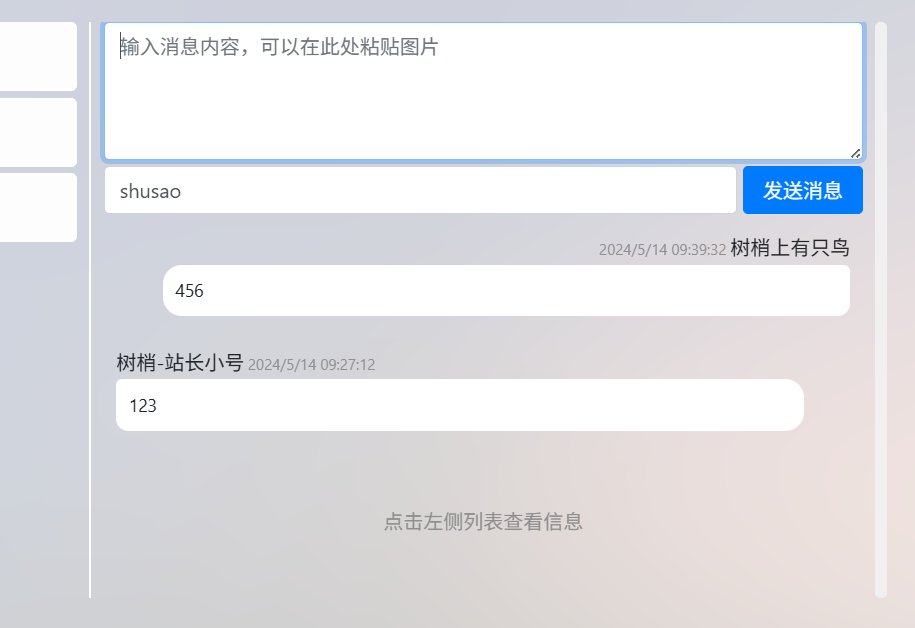 输入消息内容，可以在此处粘贴图片
shusao 发送消息
2024/5/14 09:39:32 树梢上有只鸟
456
树梢-站长小号 2024/5/14 09:27:12
123
点击左侧列表查看信息